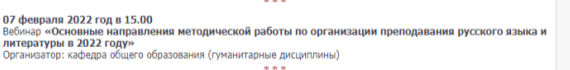 * * *
07 февраля 2022 год в 15.00
Вебинар «Основные направления методической работы по организации преподавания русского языка и
литературы в 2022 году»
Организатор: кафедра общего образования (гуманитарные дисциплины)
* * *